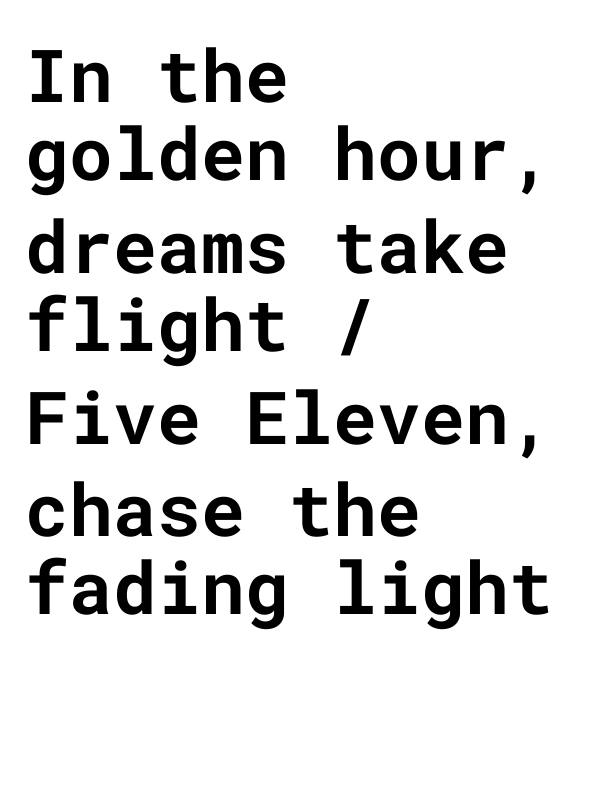 In the
golden hour,
dreams take
flight /
Five Eleven,
chase the
fading light